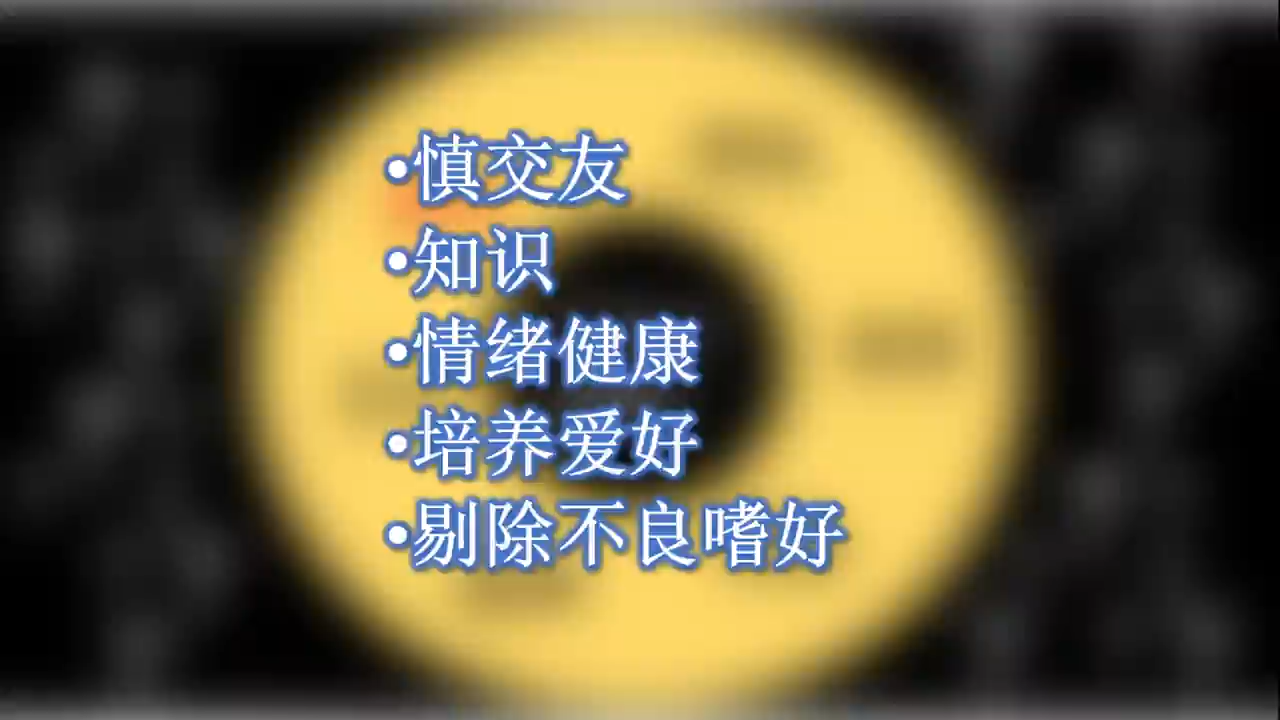 •慎交友
•知识
•情绪健康
•培养爱好
•剔除不良嗜好